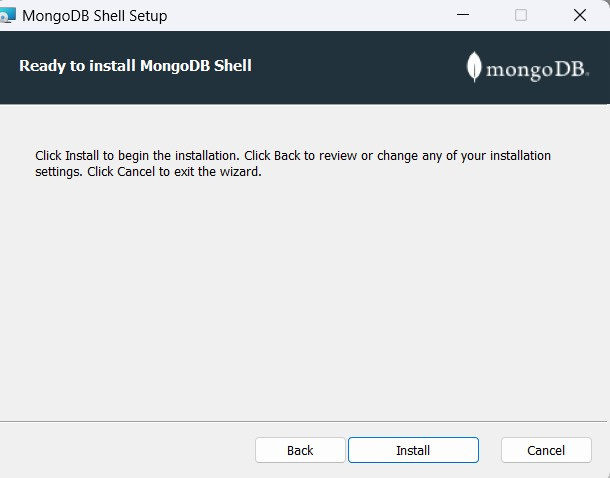 MongoDB Shell Setup
Ready to install MongoDB Shell
mongoDB®
Click Install to begin the installation. Click Back to review or change any of your installation
settings. Click Cancel to exit the wizard.
Back
Install
Cancel